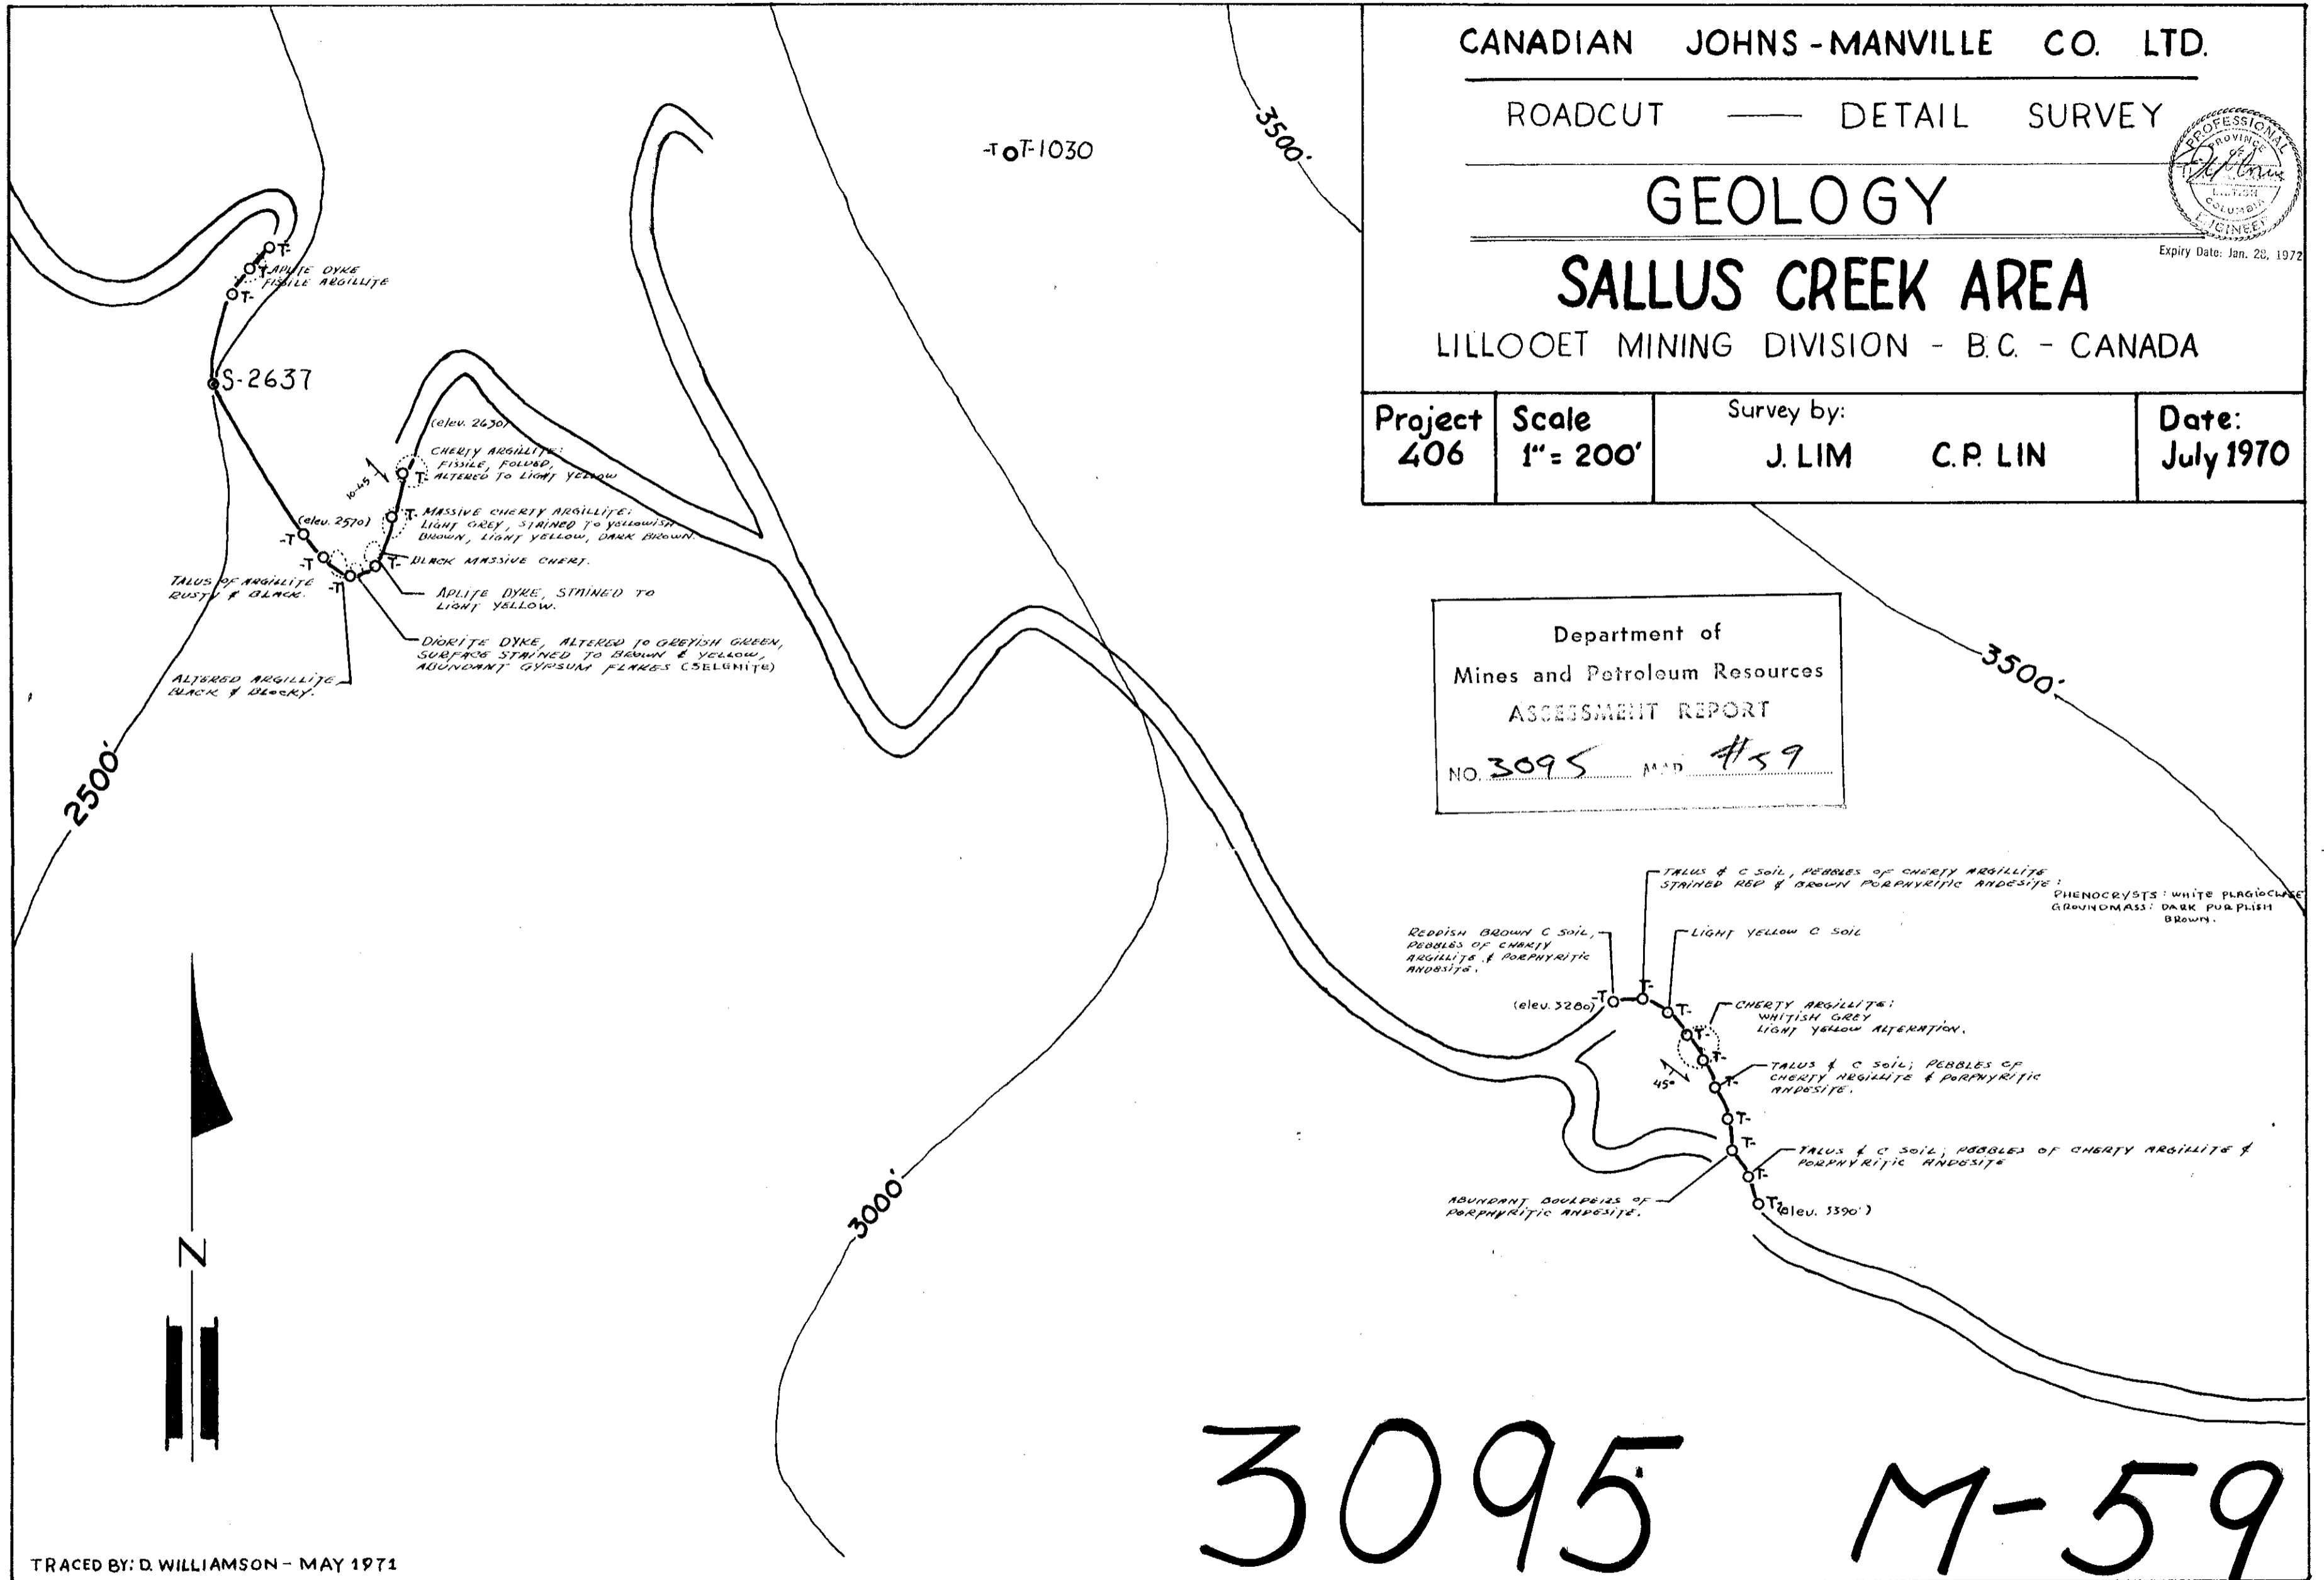 CANADIAN JOHNS-MANVILLE CO. LTD.
ROADCUT — DETAIL SURVEY
GEOLOGY
SALLUS CREEK AREA
LILLOOET MINING DIVISION - B.C. - CANADA
PROFESSIONAL
PROVINCE
OF
COLUMBIA
ENGINEER
Expiry Date: Jan. 28, 1972
Project
406
Scale
1" = 200'
Survey by:
J. LIM C.P. LIN
Date:
July 1970
3500'
-T T-1030
T-
T-
APLITE DYKE
FISSILE ARGILLITE
T-
S-2637
(elev. 2630)
CHERTY ARGILLITE:
FISSILE, FOLDED,
T- ALTERED TO LIGHT YELLOW
10-45
T- MASSIVE CHERTY ARGILLITE:
LIGHT GREY, STAINED TO YELLOWISH
BROWN, LIGHT YELLOW, DARK BROWN.
(elev. 2570)
-T
-T
-T
T- BLACK MASSIVE CHERT.
TALUS OF ARGILLITE
RUSTY & BLACK.
APLITE DYKE, STAINED TO
LIGHT YELLOW.
DIORITE DYKE, ALTERED TO GREYISH GREEN,
SURFACE STAINED TO BROWN & YELLOW,
ABUNDANT GYPSUM FLAKES (SELENITE)
ALTERED ARGILLITE
BLACK & BLOCKY.
2500'
3500'
Department of
Mines and Petroleum Resources
ASSESSMENT REPORT
NO. 3095 MAP #59
TALUS & C SOIL, PEBBLES OF CHERTY ARGILLITE
STAINED RED & BROWN PORPHYRITIC ANDESITE:
PHENOCRYSTS: WHITE PLAGIOCLASE
GROUNDMASS: DARK PURPLISH
BROWN.
REDDISH BROWN C SOIL,
PEBBLES OF CHERTY
ARGILLITE & PORPHYRITIC
ANDESITE.
LIGHT YELLOW C SOIL
(elev. 3280)
-T
T-
T-
T-
T-
CHERTY ARGILLITE:
WHITISH GREY
LIGHT YELLOW ALTERATION.
45°
T-
TALUS & C SOIL; PEBBLES OF
CHERTY ARGILLITE & PORPHYRITIC
ANDESITE.
T-
T-
T-
TALUS & C SOIL; PEBBLES OF CHERTY ARGILLITE &
PORPHYRITIC ANDESITE
ABUNDANT BOULDERS OF
PORPHYRITIC ANDESITE.
T- (elev. 3390')
3000'
N
3095 M-59
TRACED BY: D. WILLIAMSON - MAY 1971